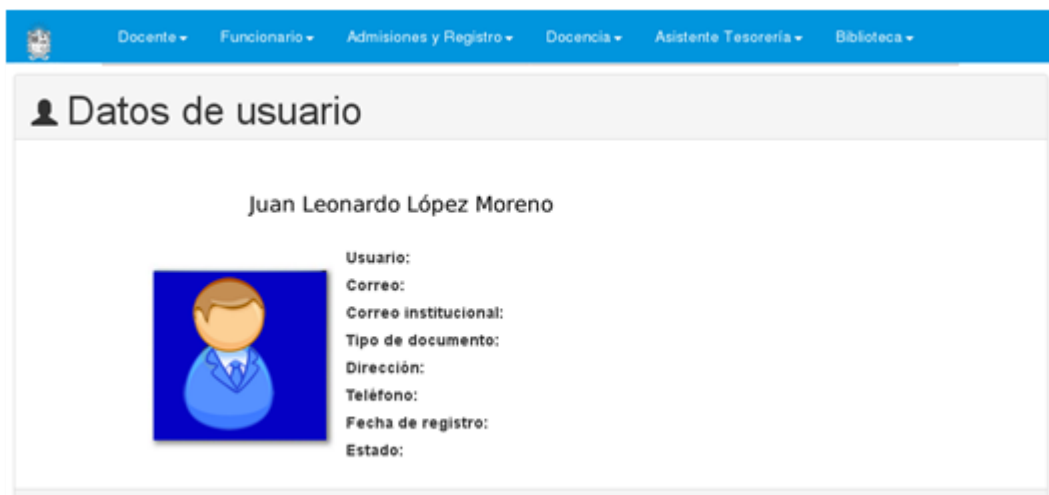 Docente Funcionario Admisiones y Registro Docencia Asistente Tesorería Biblioteca
Datos de usuario
Juan Leonardo López Moreno
Usuario:
Correo:
Correo institucional:
Tipo de documento:
Dirección:
Teléfono:
Fecha de registro:
Estado: